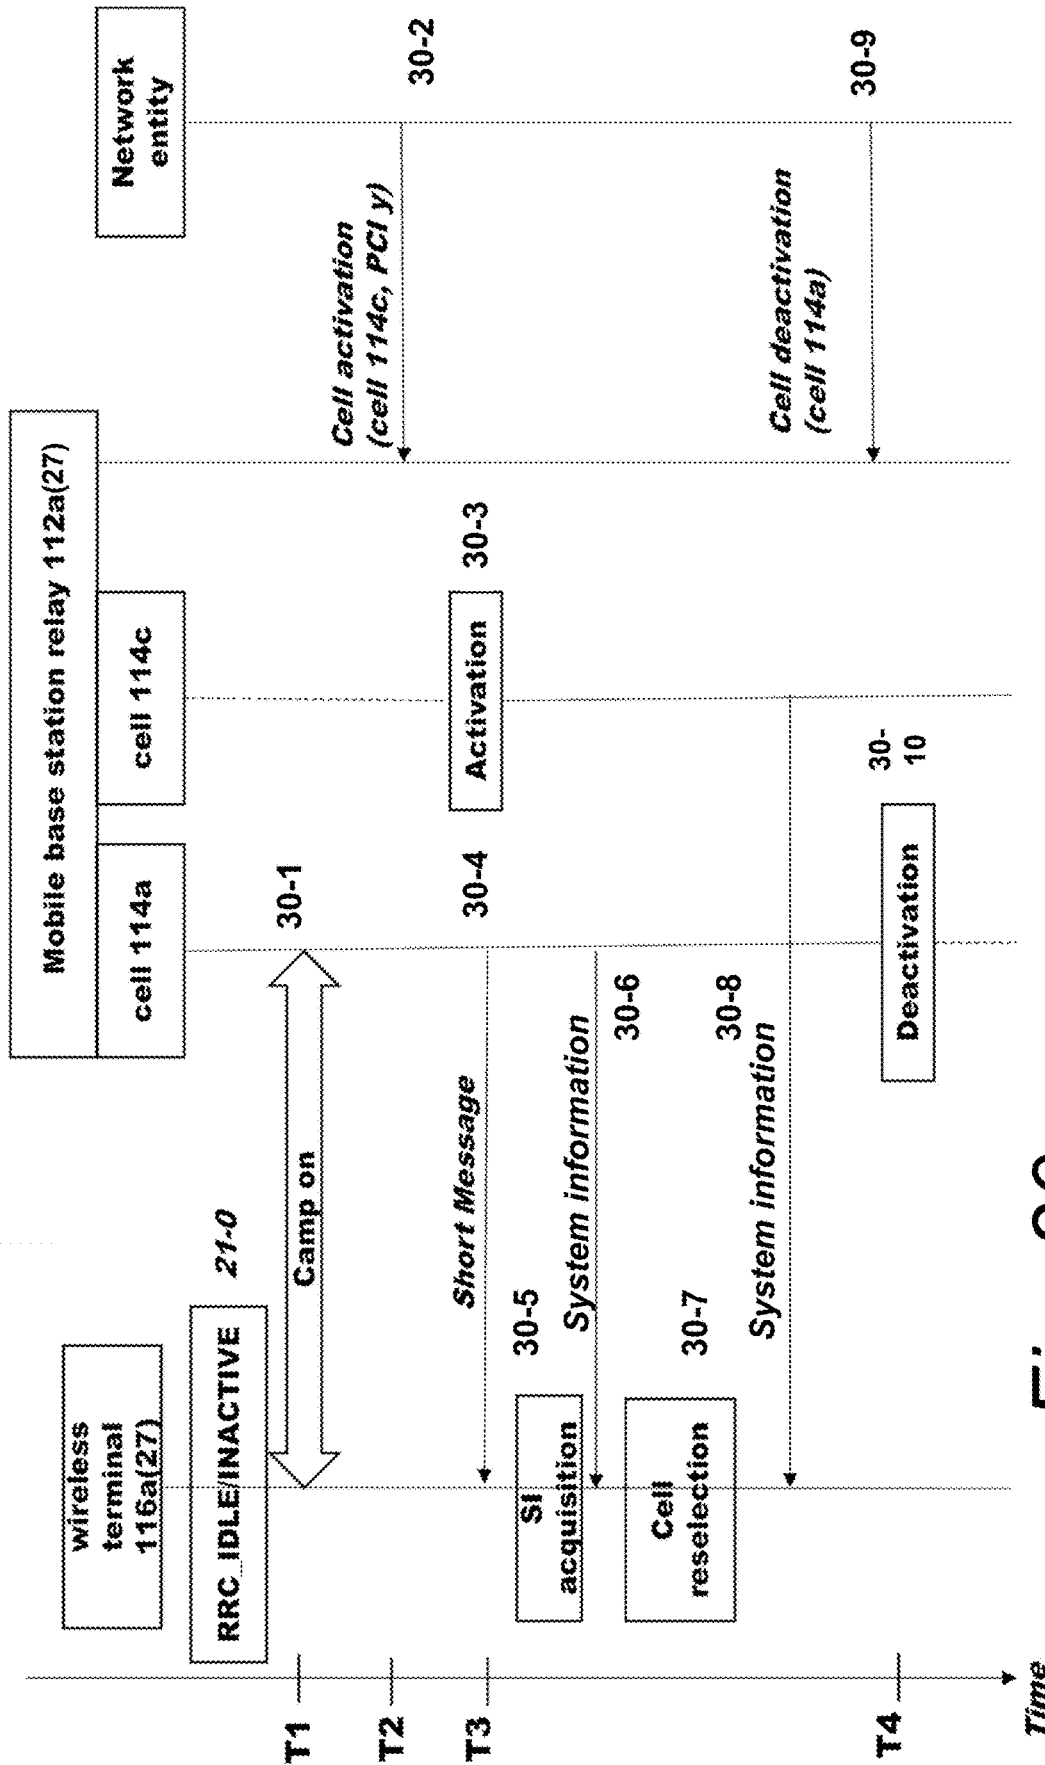 wireless
terminal
116a(27)
Mobile base station relay 112a(27)
cell 114a
cell 114c
Network
entity
RRC_IDLE/INACTIVE
21-0
T1
Camp on
30-1
T2
Cell activation
(cell 114c, PCI y)
30-2
T3
Short Message
30-4
Activation
30-3
SI
acquisition
30-5
System information
30-6
Cell
reselection
30-7
System information
30-8
Cell deactivation
(cell 114a)
30-9
T4
Deactivation
30-
10
Time